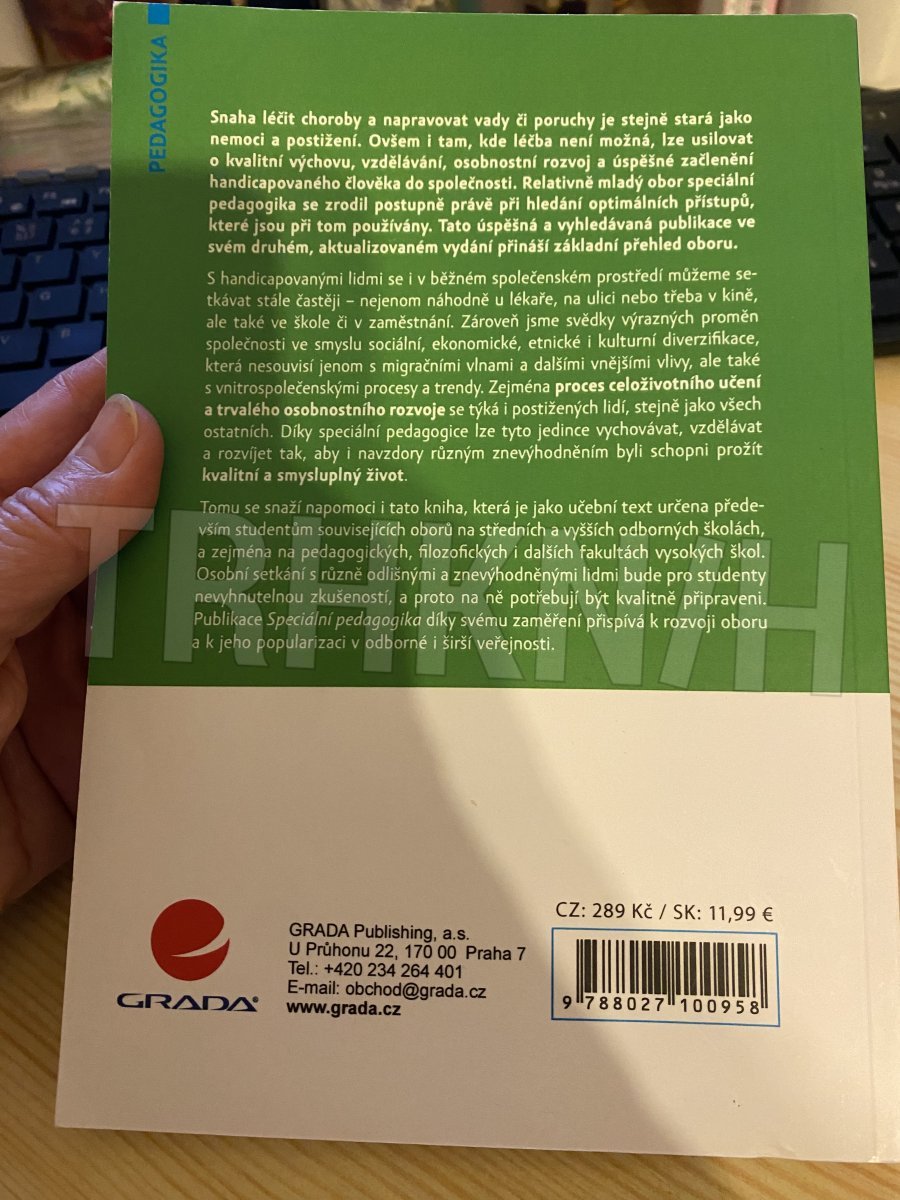 PEDAGOGIKA
Snaha léčit choroby a napravovat vady či poruchy je stejně stará jako
nemoci a postižení. Ovšem i tam, kde léčba není možná, lze usilovat
o kvalitní výchovu, vzdělávání, osobnostní rozvoj a úspěšné začlenění
handicapovaného člověka do společnosti. Relativně mladý obor speciální
pedagogika se zrodil postupně právě při hledání optimálních přístupů,
které jsou při tom používány. Tato úspěšná a vyhledávaná publikace ve
svém druhém, aktualizovaném vydání přináší základní přehled oboru.
S handicapovanými lidmi se i v běžném společenském prostředí můžeme se-
tkávat stále častěji – nejenom náhodně u lékaře, na ulici nebo třeba v kině,
ale také ve škole či v zaměstnání. Zároveň jsme svědky výrazných proměn
společnosti ve smyslu sociální, ekonomické, etnické i kulturní diverzifikace,
která nesouvisí jenom s migračními vlnami a dalšími vnějšími vlivy, ale také
s vnitrospolečenskými procesy a trendy. Zejména proces celoživotního učení
a trvalého osobnostního rozvoje se týká i postižených lidí, stejně jako všech
ostatních. Díky speciální pedagogice lze tyto jedince vychovávat, vzdělávat
a rozvíjet tak, aby i navzdory různým znevýhodněním byli schopni prožít
kvalitní a smysluplný život.
Tomu se snaží napomoci i tato kniha, která je jako učební text určena přede-
vším studentům souvisejících oborů na středních a vyšších odborných školách,
a zejména na pedagogických, filozofických i dalších fakultách vysokých škol.
Osobní setkání s různě odlišnými a znevýhodněnými lidmi bude pro studenty
nevyhnutelnou zkušeností, a proto na ně potřebují být kvalitně připraveni.
Publikace Speciální pedagogika díky svému zaměření přispívá k rozvoji oboru
a k jeho popularizaci v odborné i širší veřejnosti.
TRHKNI
GRADA
GRADA Publishing, a.s.
U Průhonu 22, 170 00 Praha 7
Tel.: +420 234 264 401
E-mail: obchod@grada.cz
www.grada.cz
CZ: 289 Kč / SK: 11,99 €
9 788027 100958